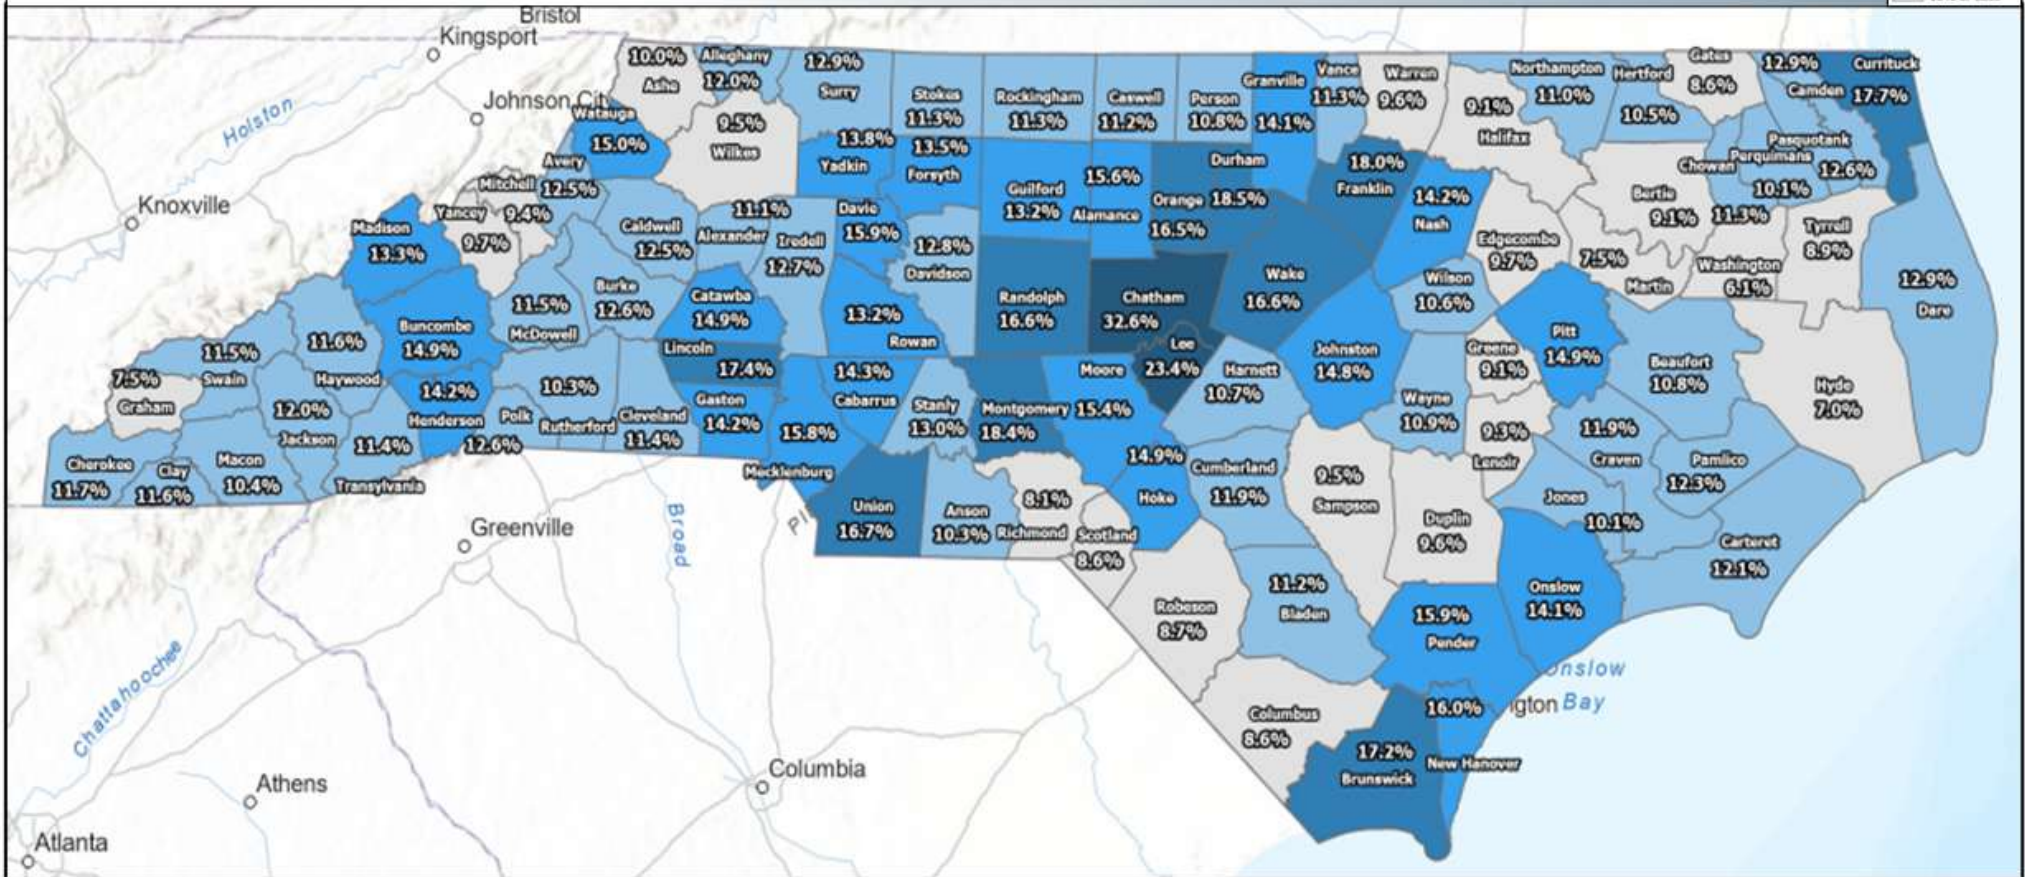 Bristol
Kingsport
Johnson City
Holston
Knoxville
10.0%
Ashe
Alleghany
12.0%
12.9%
Surry
Stokes
11.3%
Rockingham
11.3%
Caswell
11.2%
Person
10.8%
Granville
14.1%
Vance
11.3%
Warren
9.6%
9.1%
Halifax
Northampton
11.0%
Hertford
10.5%
Gates
8.6%
12.9%
Camden
Currituck
17.7%
Watauga
15.0%
9.5%
Wilkes
13.8%
Yadkin
13.5%
Forsyth
Guilford
13.2%
15.6%
Alamance
Durham
18.5%
Orange
16.5%
18.0%
Franklin
14.2%
Nash
Bertie
9.1%
Chowan
11.3%
Perquimans
10.1%
Pasquotank
12.6%
Avery
12.5%
Mitchell
9.4%
Yancey
9.7%
Madison
13.3%
Caldwell
12.5%
11.1%
Alexander
Iredell
12.7%
Davie
15.9%
12.8%
Davidson
Randolph
16.6%
Chatham
32.6%
Wake
16.6%
Edgecombe
9.7%
7.5%
Martin
Washington
6.1%
Tyrrell
8.9%
12.9%
Dare
Wilson
10.6%
Buncombe
14.9%
11.5%
McDowell
Burke
12.6%
Catawba
14.9%
13.2%
Rowan
Lee
23.4%
Johnston
14.8%
Greene
9.1%
Pitt
14.9%
Beaufort
10.8%
Hyde
7.0%
11.5%
Swain
11.6%
Haywood
7.5%
Graham
14.2%
Henderson
10.3%
Rutherford
Polk
12.6%
Lincoln
17.4%
Gaston
14.2%
Cleveland
11.4%
14.3%
Cabarrus
15.8%
Mecklenburg
Stanly
13.0%
Montgomery
18.4%
Moore
15.4%
Harnett
10.7%
Wayne
10.9%
9.3%
Lenoir
11.9%
Craven
Pamlico
12.3%
12.0%
Jackson
11.4%
Transylvania
Cherokee
11.7%
Clay
11.6%
Macon
10.4%
Union
16.7%
Anson
10.3%
8.1%
Richmond
Scotland
8.6%
14.9%
Hoke
Cumberland
11.9%
9.5%
Sampson
Duplin
9.6%
Jones
10.1%
Carteret
12.1%
Onslow
14.1%
Robeson
8.7%
11.2%
Bladen
15.9%
Pender
Columbus
8.6%
17.2%
Brunswick
16.0%
New Hanover
Onslow
Bay
ington
Greenville
Broad
Pi
Chattahoochee
Athens
Columbia
Atlanta